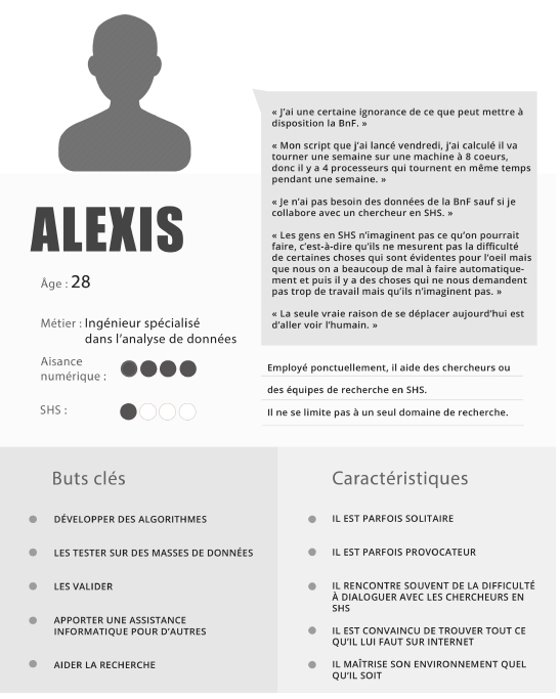 « J'ai une certaine ignorance de ce que peut mettre à
disposition la BnF. »
« Mon script que j'ai lancé vendredi, j'ai calculé il va
tourner une semaine sur une machine à 8 coeurs,
donc il y a 4 processeurs qui tournent en même temps
pendant une semaine. »
« Je n'ai pas besoin des données de la BnF sauf si je
collabore avec un chercheur en SHS. »
« Les gens en SHS n'imaginent pas ce qu'on pourrait
faire, c'est-à-dire qu'ils ne mesurent pas la difficulté
de certaines choses qui sont évidentes pour l'oeil mais
que nous on a beaucoup de mal à faire automatique-
ment et puis il y a des choses qui ne nous demandent
pas trop de travail mais qu'ils n'imaginent pas. »
« La seule vraie raison de se déplacer aujourd'hui est
d'aller voir l'humain. »
ALEXIS
Âge : 28
Métier : Ingénieur spécialisé
dans l'analyse de données
Aisance
numérique :
SHS :
Employé ponctuellement, il aide des chercheurs ou
des équipes de recherche en SHS.
Il ne se limite pas à un seul domaine de recherche.
Buts clés
DÉVELOPPER DES ALGORITHMES
LES TESTER SUR DES MASSES DE DONNÉES
LES VALIDER
APPORTER UNE ASSISTANCE
INFORMATIQUE POUR D'AUTRES
AIDER LA RECHERCHE
Caractéristiques
IL EST PARFOIS SOLITAIRE
IL EST PARFOIS PROVOCATEUR
IL RENCONTRE SOUVENT DE LA DIFFICULTÉ
À DIALOGUER AVEC LES CHERCHEURS EN
SHS
IL EST CONVAINCU DE TROUVER TOUT CE
QU'IL LUI FAUT SUR INTERNET
IL MAÎTRISE SON ENVIRONNEMENT QUEL
QU'IL SOIT